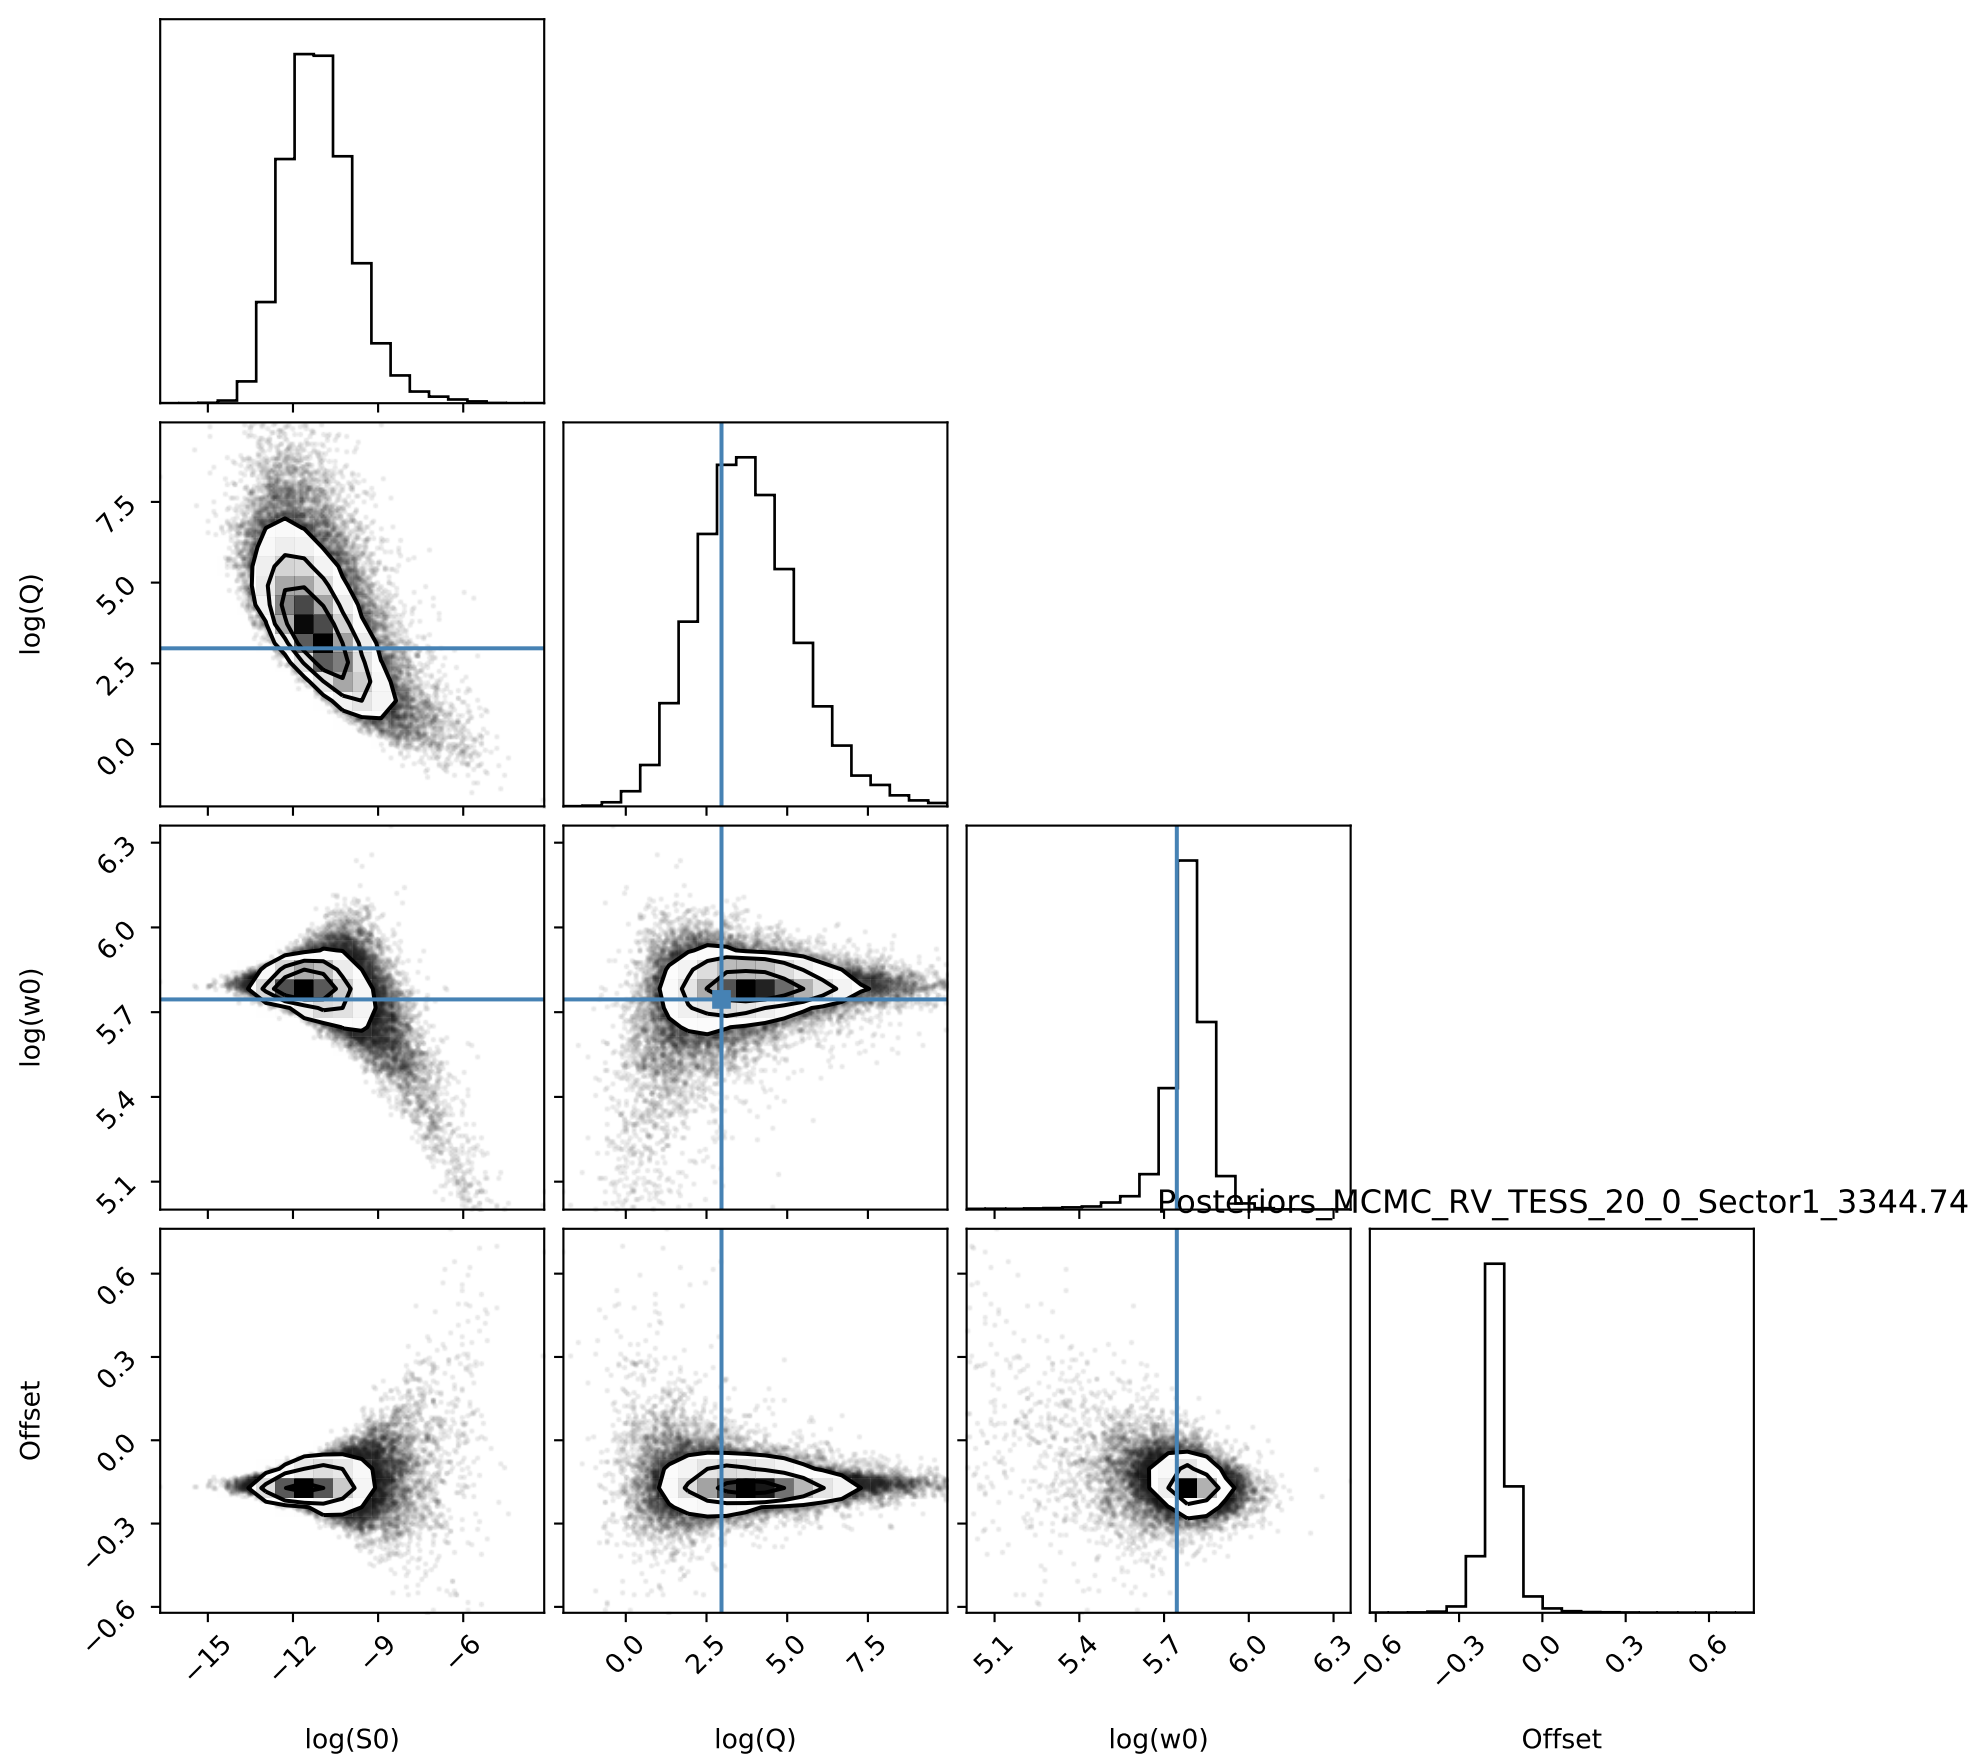 log(Q)
7.5
5.0
2.5
0.0
log(w0)
6.3
6.0
5.7
5.4
5.1
Posteriors_MCMC_RV_TESS_20_0_Sector1_3344.74
Offset
0.6
0.3
0.0
−0.3
−0.6
−15 −12 −9 −6
0.0 2.5 5.0 7.5
5.1 5.4 5.7 6.0 6.3
−0.6 −0.3 0.0 0.3 0.6
log(S0) log(Q) log(w0) Offset